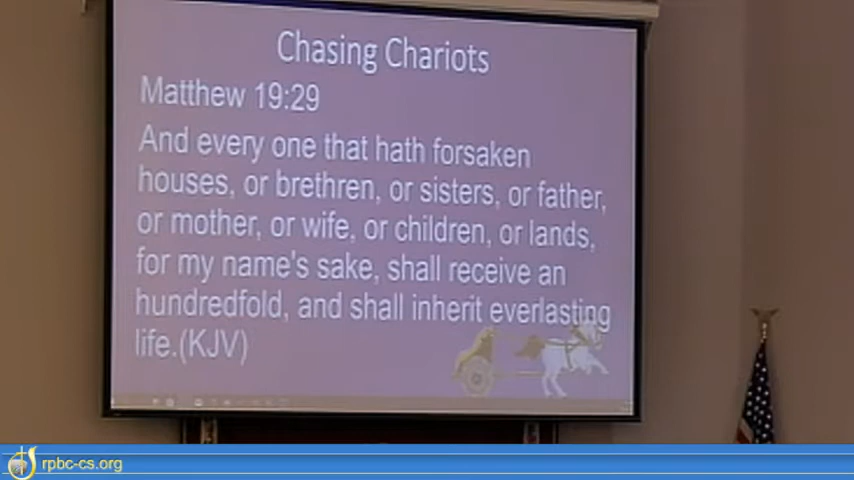 Chasing Chariots
Matthew 19:29
And every one that hath forsaken
houses, or brethren, or sisters, or father,
or mother, or wife, or children, or lands,
for my name's sake, shall receive an
hundredfold, and shall inherit everlasting
life.(KJV)
rpbc-cs.org